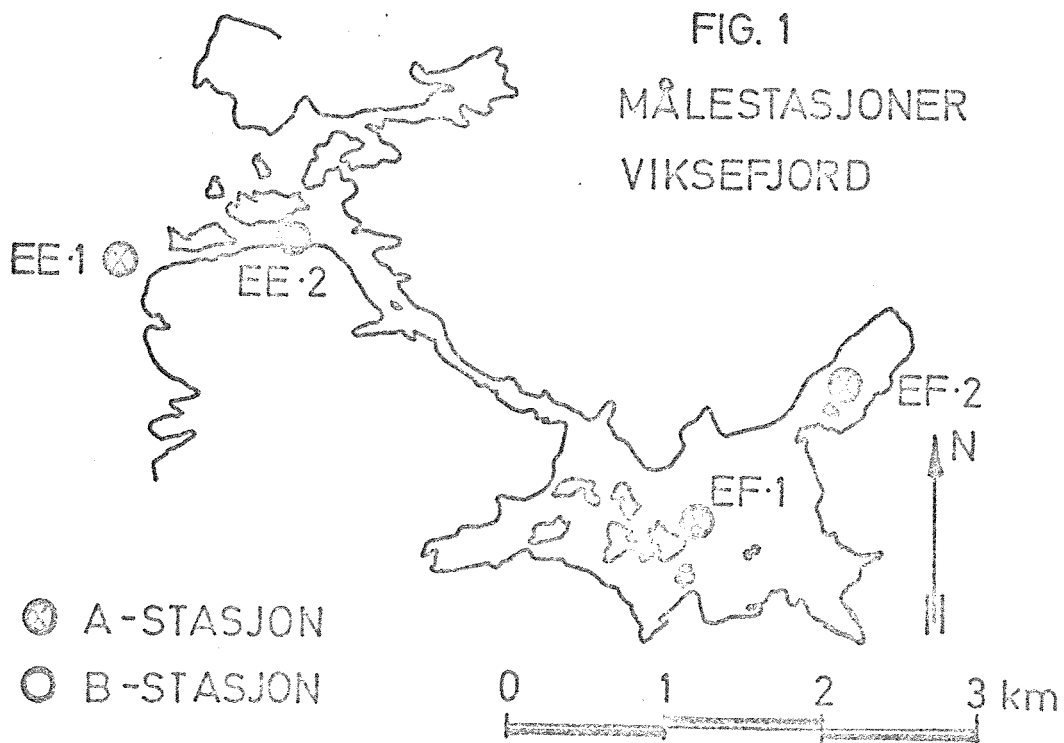 FIG. 1
MÅLESTASJONER
VIKSEFJORD
EE·1
EE·2
EF·2
N
EF·1
A-STASJON
B-STASJON
0 1 2 3 km